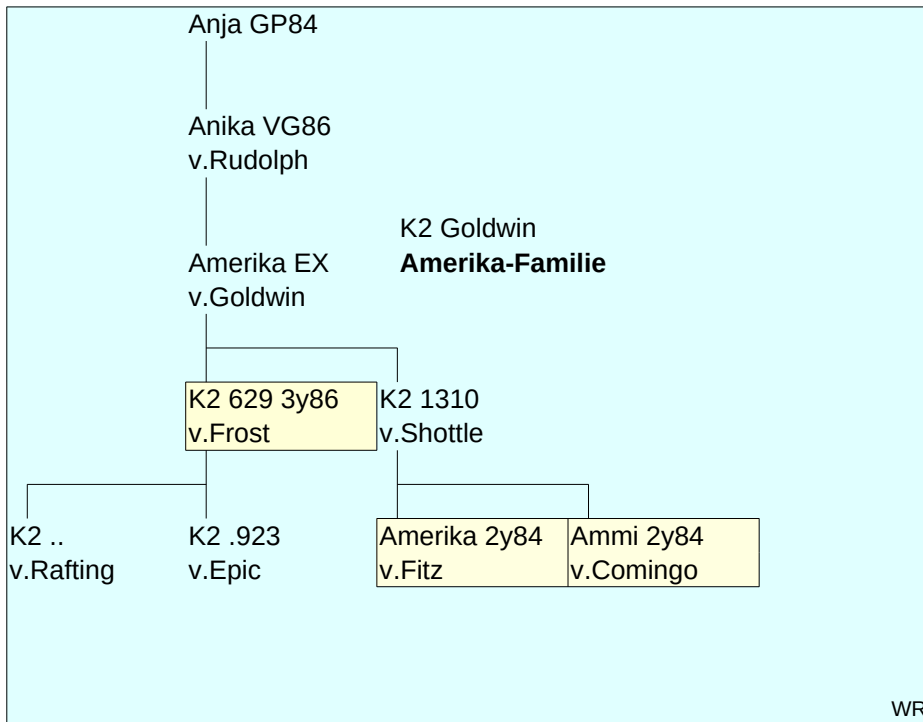 Anja GP84
Anika VG86
v.Rudolph
K2 Goldwin
Amerika-Familie
Amerika EX
v.Goldwin
K2 629 3y86
v.Frost
K2 1310
v.Shottle
K2 ..
v.Rafting
K2 .923
v.Epic
Amerika 2y84
v.Fitz
Ammi 2y84
v.Comingo
WR